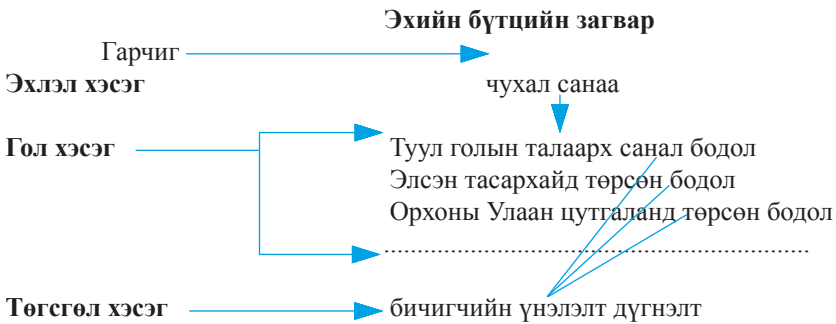 Эхийн бүтцийн загвар
Гарчиг
Эхлэл хэсэг чухал санаа
Гол хэсэг Туул голын талаарх санал бодол
Элсэн тасархайд төрсөн бодол
Орхоны Улаан цутгаланд төрсөн бодол
..............................................................
Төгсгөл хэсэг бичигчийн үнэлэлт дүгнэлт